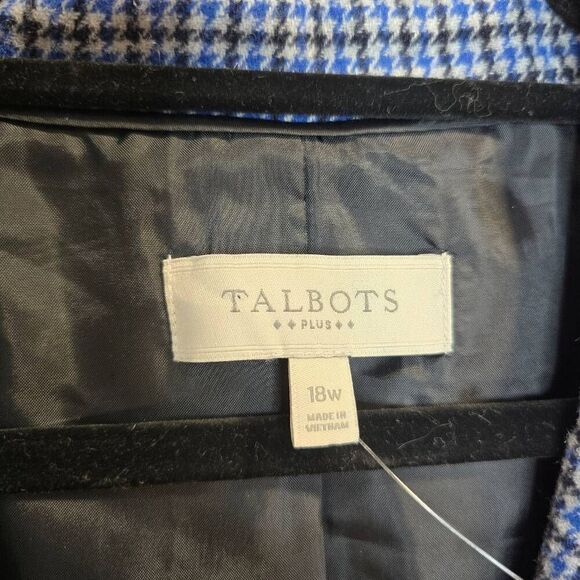 TALBOTS
PLUS
18W
MADE IN
VIETNAM